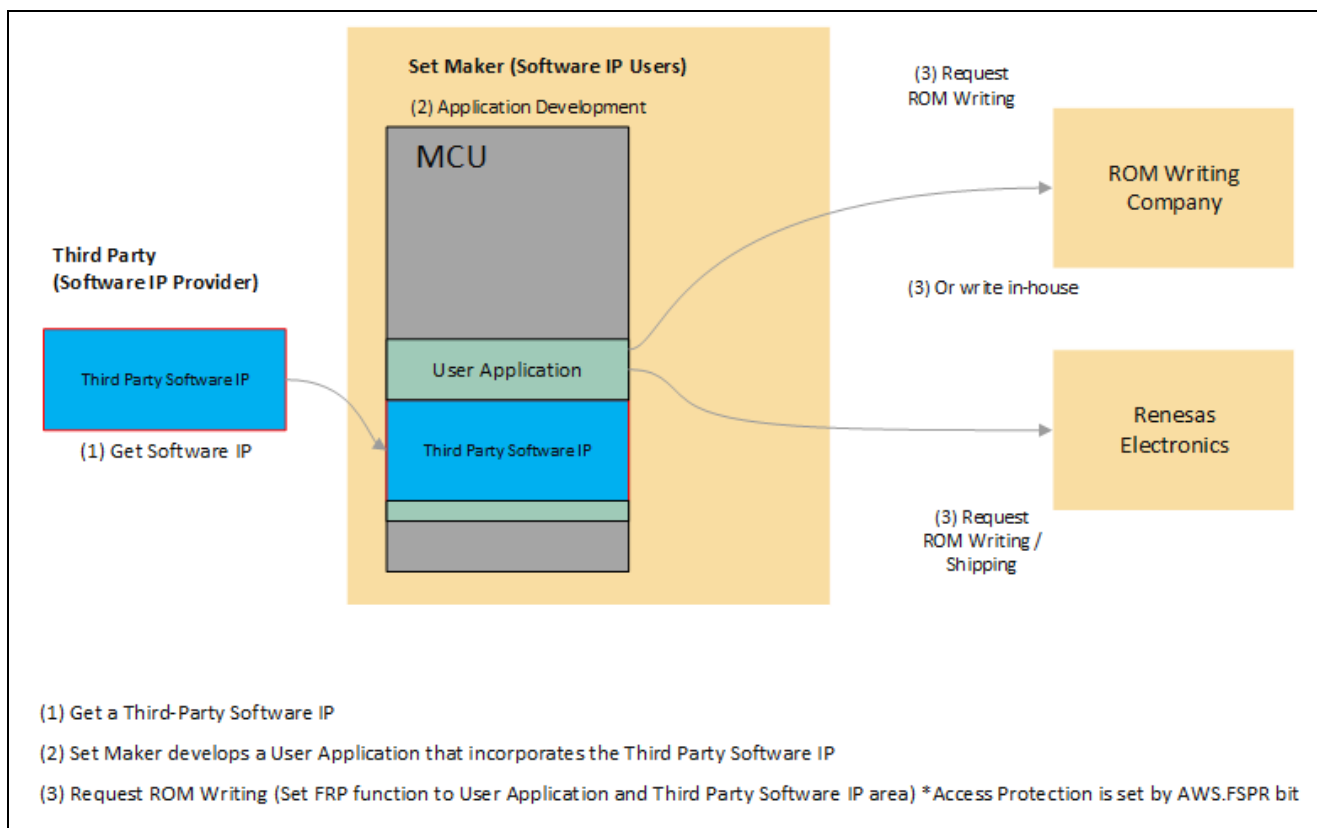 Set Maker (Software IP Users)
(2) Application Development
MCU
User Application
Third Party Software IP
Third Party
(Software IP Provider)
Third Party Software IP
(1) Get Software IP
(3) Request
ROM Writing
ROM Writing
Company
(3) Or write in-house
Renesas
Electronics
(3) Request
ROM Writing /
Shipping
(1) Get a Third-Party Software IP
(2) Set Maker develops a User Application that incorporates the Third Party Software IP
(3) Request ROM Writing (Set FRP function to User Application and Third Party Software IP area) *Access Protection is set by AWS.FSPR bit